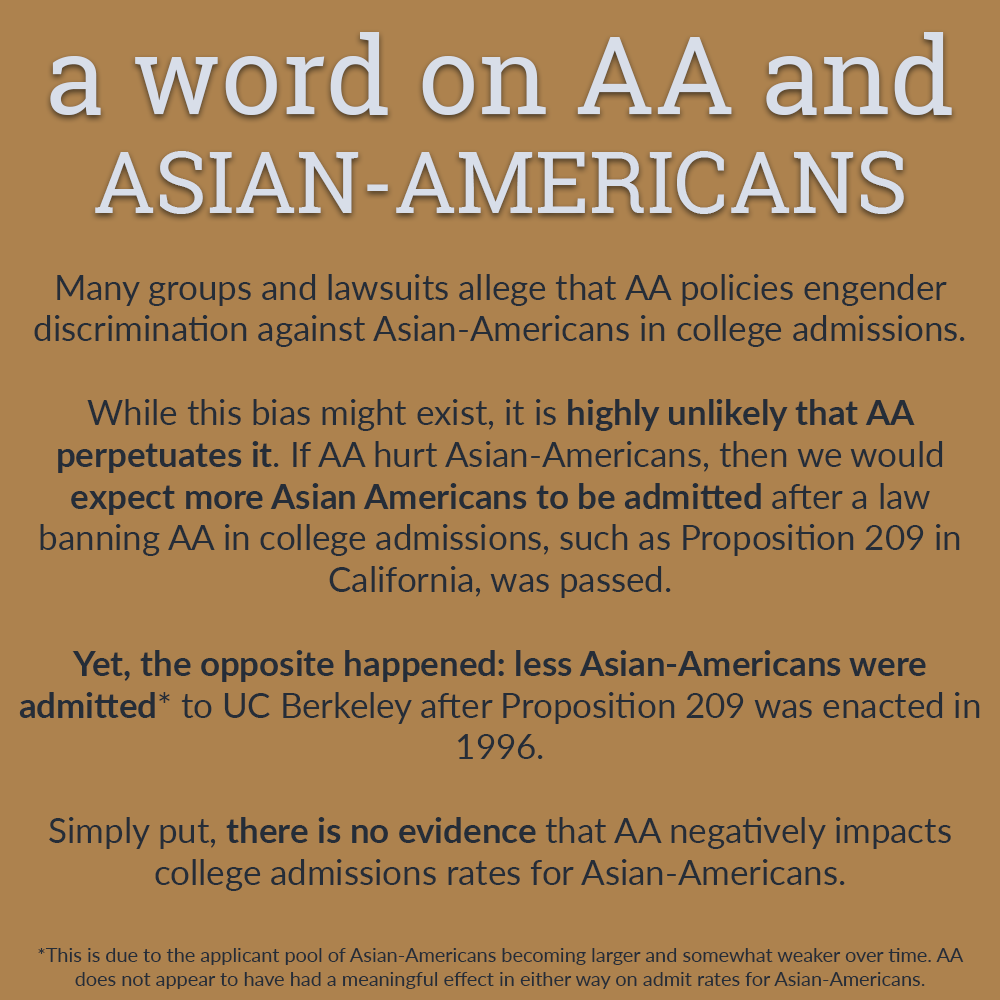 a word on AA and
ASIAN-AMERICANS
Many groups and lawsuits allege that AA policies engender
discrimination against Asian-Americans in college admissions.
While this bias might exist, it is highly unlikely that AA
perpetuates it. If AA hurt Asian-Americans, then we would
expect more Asian Americans to be admitted after a law
banning AA in college admissions, such as Proposition 209 in
California, was passed.
Yet, the opposite happened: less Asian-Americans were
admitted* to UC Berkeley after Proposition 209 was enacted in
1996.
Simply put, there is no evidence that AA negatively impacts
college admissions rates for Asian-Americans.
*This is due to the applicant pool of Asian-Americans becoming larger and somewhat weaker over time. AA
does not appear to have had a meaningful effect in either way on admit rates for Asian-Americans.